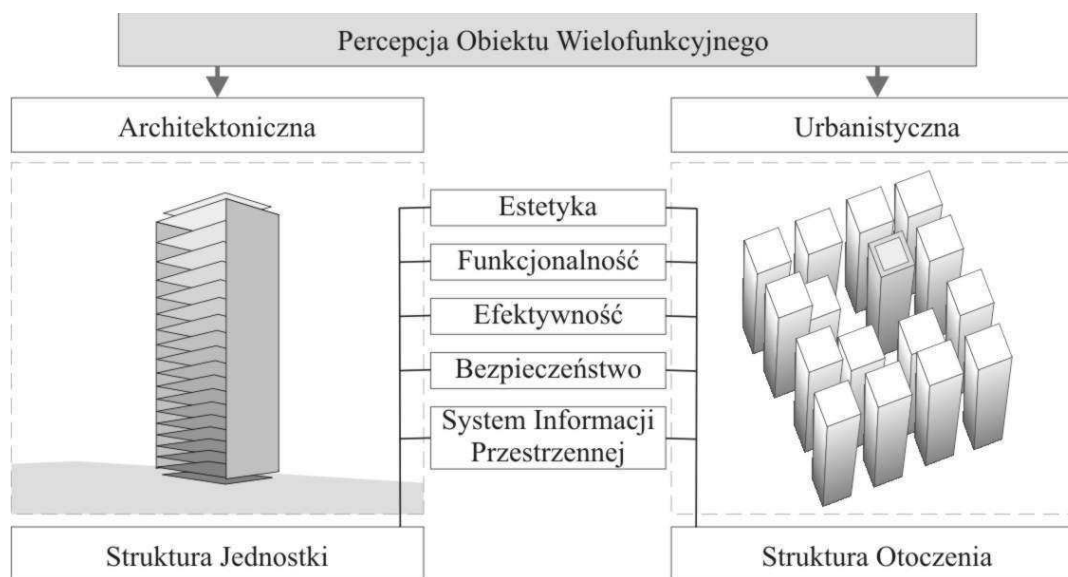 Percepcja Obiektu Wielofunkcyjnego
Architektoniczna
Urbanistyczna
Estetyka
Funkcjonalność
Efektywność
Bezpieczeństwo
System Informacji
Przestrzennej
Struktura Jednostki
Struktura Otoczenia